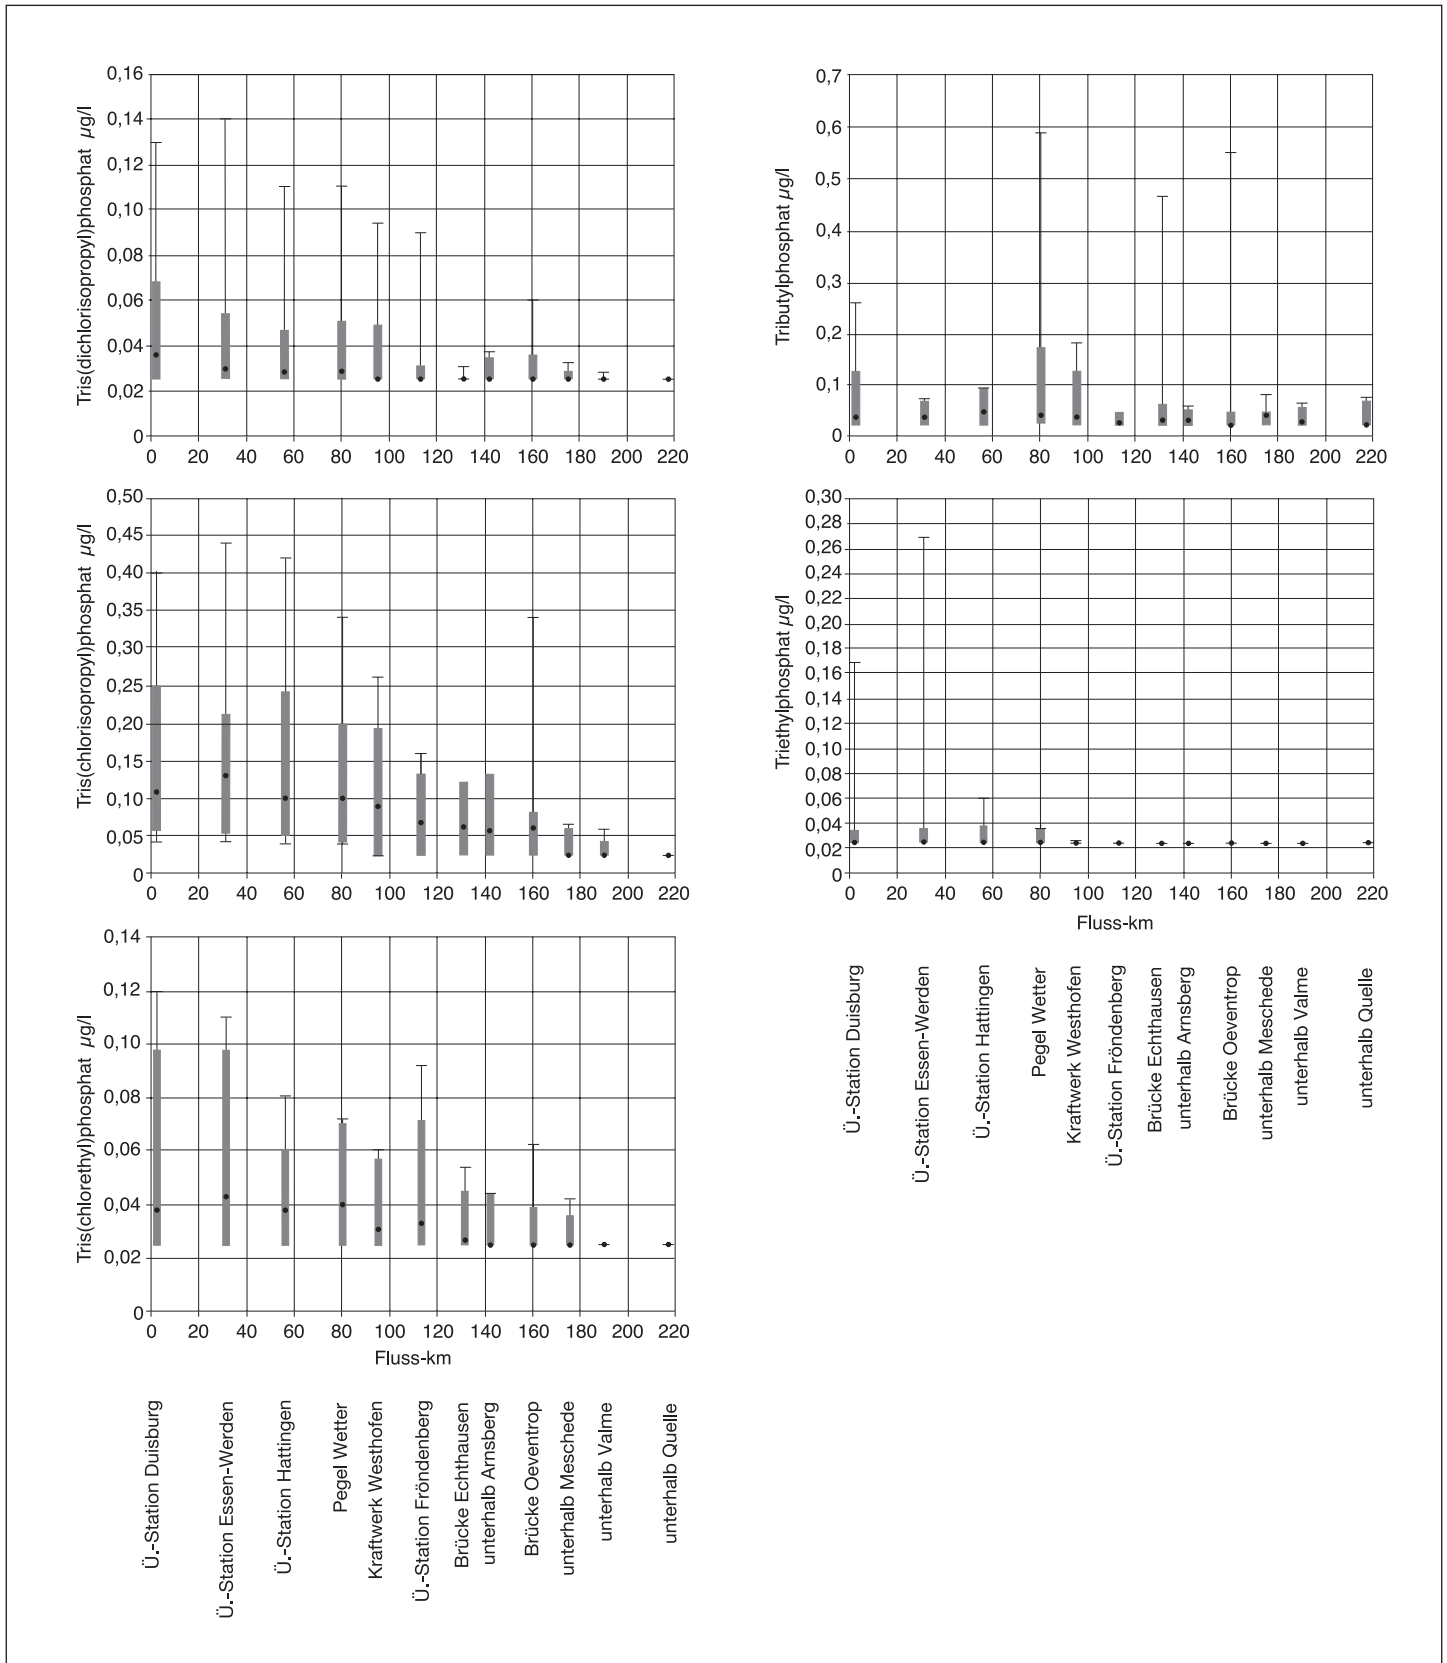 Tris(dichlorisopropyl)phosphat µg/l
0,16
0,14
0,12
0,10
0,08
0,06
0,04
0,02
0
0 20 40 60 80 100 120 140 160 180 200 220
Tributylphosphat µg/l
0,7
0,6
0,5
0,4
0,3
0,2
0,1
0
0 20 40 60 80 100 120 140 160 180 200 220
Tris(chlorisopropyl)phosphat µg/l
0,50
0,45
0,40
0,35
0,30
0,25
0,20
0,15
0,10
0,05
0
0 20 40 60 80 100 120 140 160 180 200 220
Triethylphosphat µg/l
0,30
0,28
0,26
0,24
0,22
0,20
0,18
0,16
0,14
0,12
0,10
0,08
0,06
0,04
0,02
0
0 20 40 60 80 100 120 140 160 180 200 220
Fluss-km
Ü.-Station Duisburg
Ü.-Station Essen-Werden
Ü.-Station Hattingen
Pegel Wetter
Kraftwerk Westhofen
Ü.-Station Fröndenberg
Brücke Echthausen
unterhalb Arnsberg
Brücke Oeventrop
unterhalb Meschede
unterhalb Valme
unterhalb Quelle
Tris(chlorethyl)phosphat µg/l
0,14
0,12
0,10
0,08
0,06
0,04
0,02
0
0 20 40 60 80 100 120 140 160 180 200 220
Fluss-km
Ü.-Station Duisburg
Ü.-Station Essen-Werden
Ü.-Station Hattingen
Pegel Wetter
Kraftwerk Westhofen
Ü.-Station Fröndenberg
Brücke Echthausen
unterhalb Arnsberg
Brücke Oeventrop
unterhalb Meschede
unterhalb Valme
unterhalb Quelle